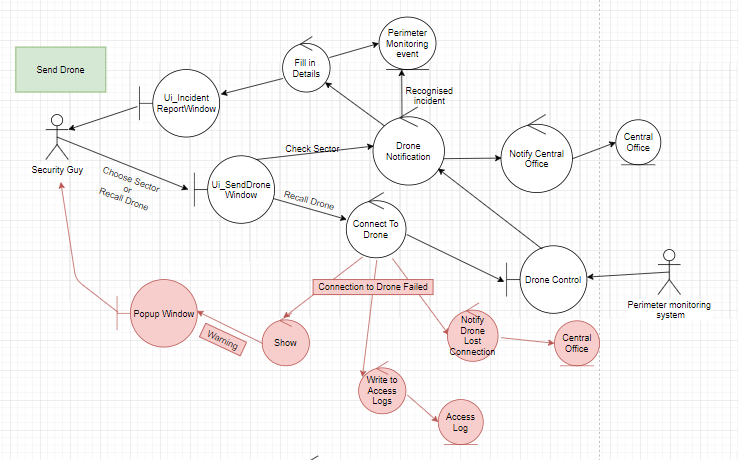 Send Drone
Perimeter
Monitoring
event
Fill in
Details
Ui_Incident
ReportWindow
Recognised
incident
Security Guy
Check Sector
Drone
Notification
Notify Central
Office
Central
Office
Choose Sector
or
Recall Drone
Ui_SendDrone
Window
Recall Drone
Connect To
Drone
Drone Control
Perimeter monitoring
system
Connection to Drone Failed
Popup Window
Warning
Show
Notify
Drone
Lost
Connection
Central
Office
Write to
Access
Logs
Access
Log